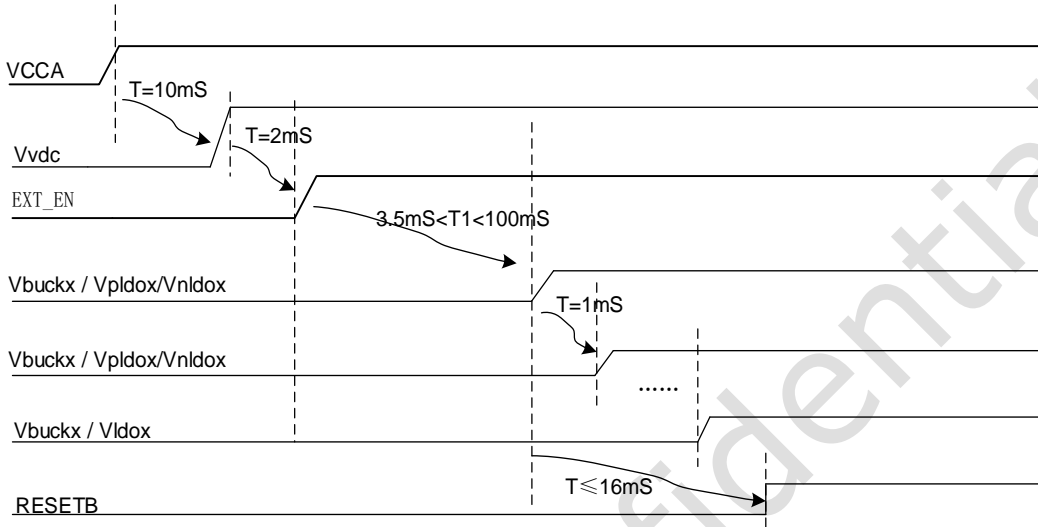 VCCA
T=10mS
T=2mS
Vvdc
EXT_EN
3.5mS<T1<100mS
Vbuckx / Vpldox/Vnldox
T=1mS
Vbuckx / Vpldox/Vnldox
......
Vbuckx / Vldox
T≤16mS
RESETB
fidentia